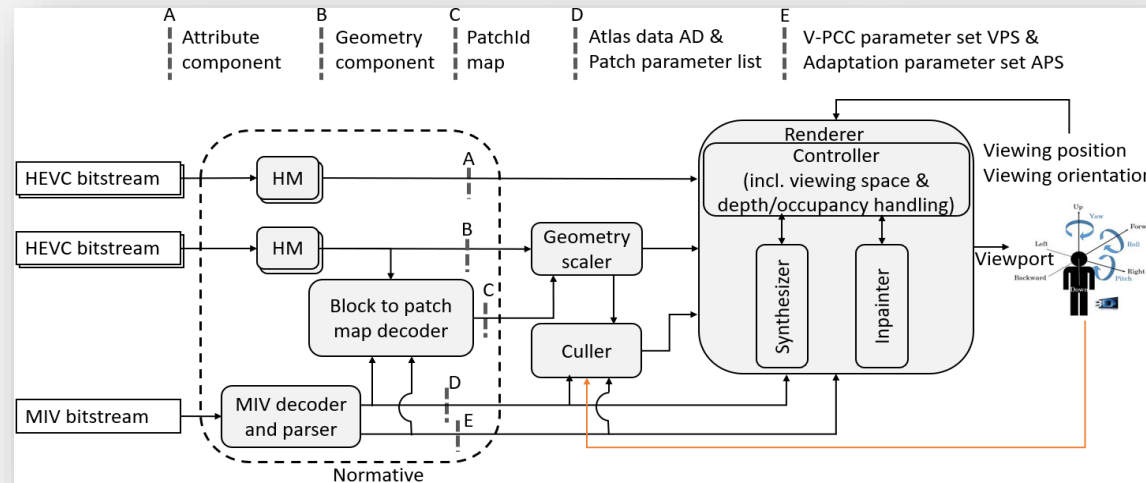 A
Attribute
component
B
Geometry
component
C
PatchId
map
D
Atlas data AD &
Patch parameter list
E
V-PCC parameter set VPS &
Adaptation parameter set APS
HEVC bitstream
HM
A
HEVC bitstream
HM
B
Block to patch
map decoder
C
Geometry
scaler
Culler
MIV bitstream
MIV decoder
and parser
D
E
Normative
Renderer
Controller
(incl. viewing space &
depth/occupancy handling)
Synthesizer
Inpainter
Viewing position
Viewing orientation
Viewport
Up
Yaw
Forw
Left
Roll
Backward
Right
Pitch
Down